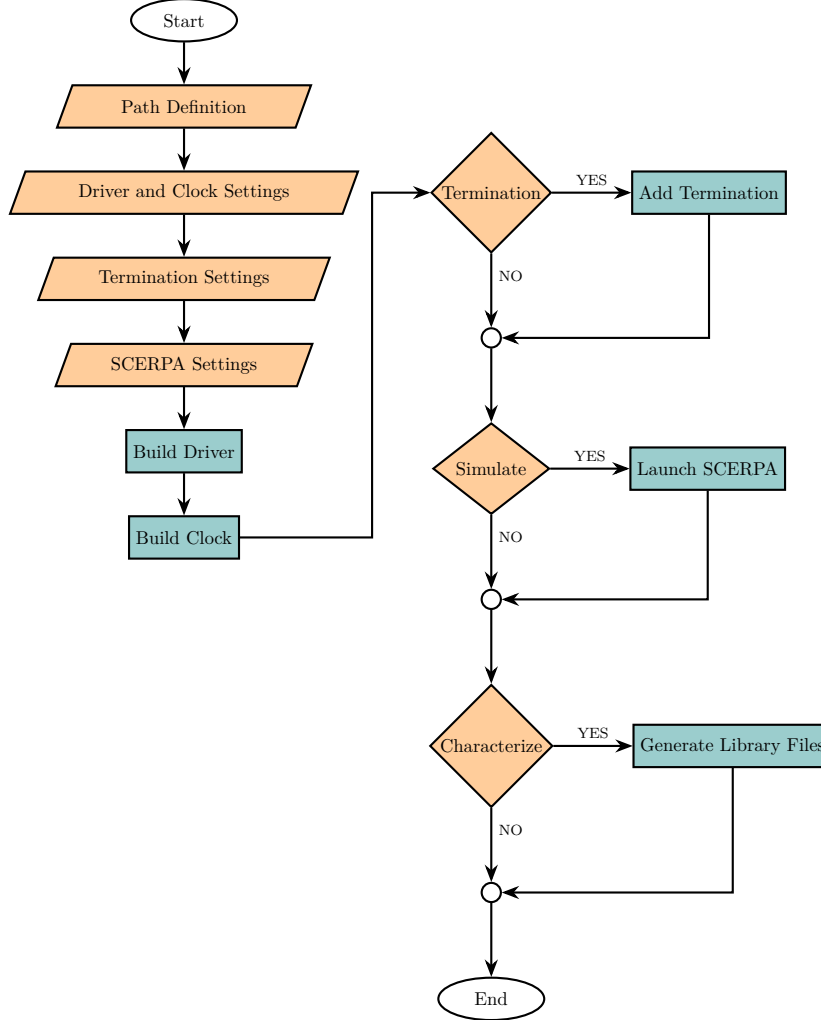 Start
Path Definition
Driver and Clock Settings
Termination Settings
SCERPA Settings
Build Driver
Build Clock
Termination
YES
Add Termination
NO
Simulate
YES
Launch SCERPA
NO
Characterize
YES
Generate Library Files
NO
End